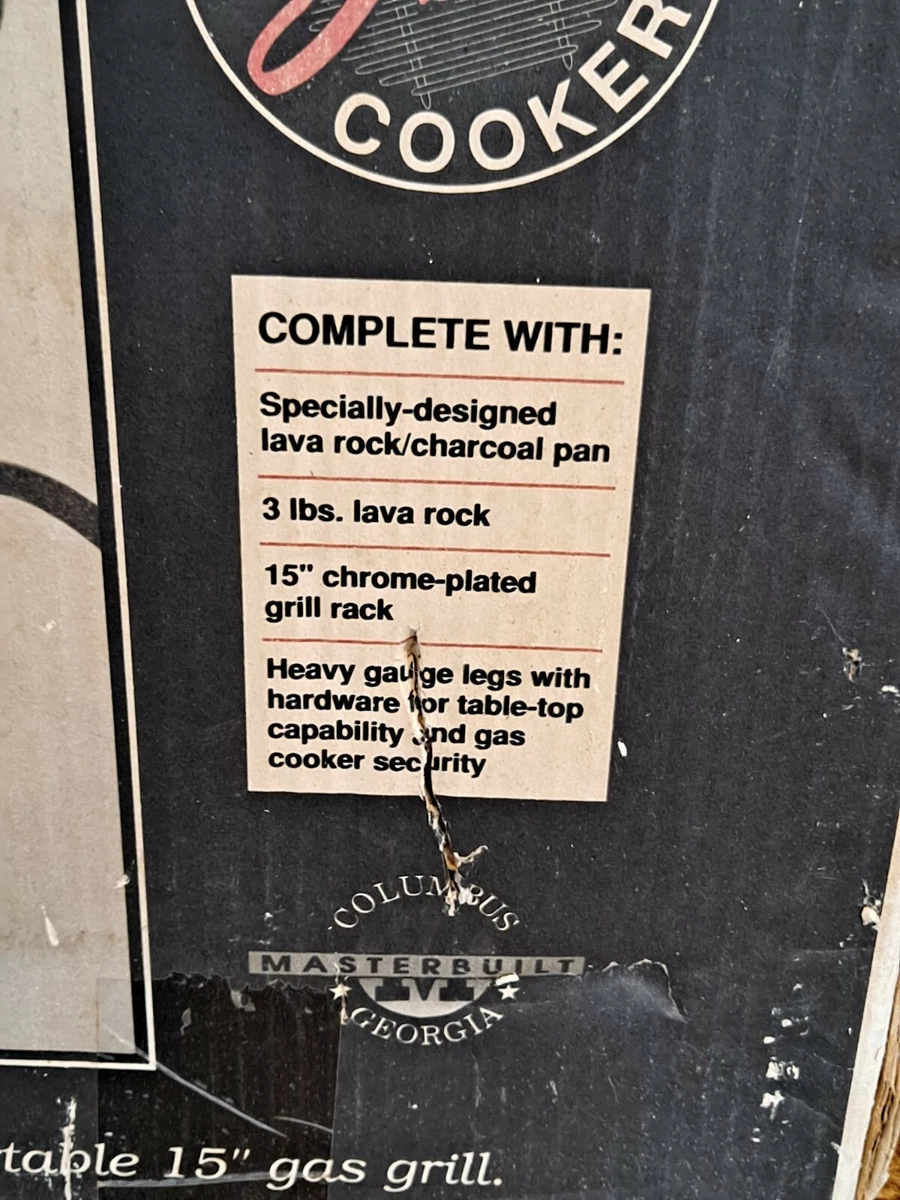 COOKER
COMPLETE WITH:
Specially-designed
lava rock/charcoal pan
3 lbs. lava rock
15" chrome-plated
grill rack
Heavy gauge legs with
hardware for table-top
capability and gas
cooker security
COLUMBUS
MASTERBUILT
M
GEORGIA
table 15" gas grill.